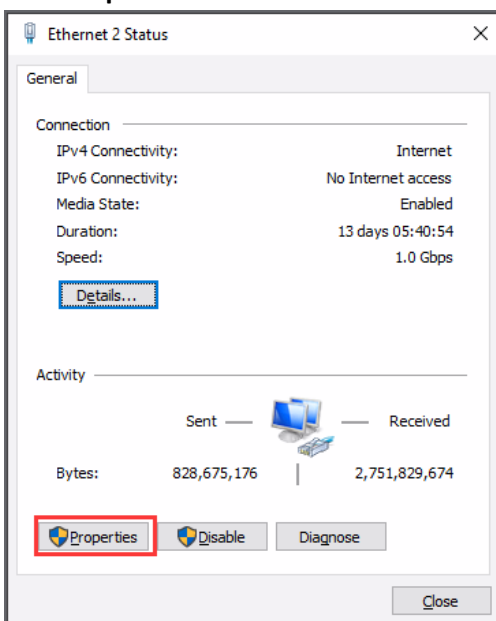 Ethernet 2 Status
General
Connection
IPv4 Connectivity: Internet
IPv6 Connectivity: No Internet access
Media State: Enabled
Duration: 13 days 05:40:54
Speed: 1.0 Gbps
Details...
Activity
Sent Received
Bytes: 828,675,176 2,751,829,674
Properties Disable Diagnose
Close